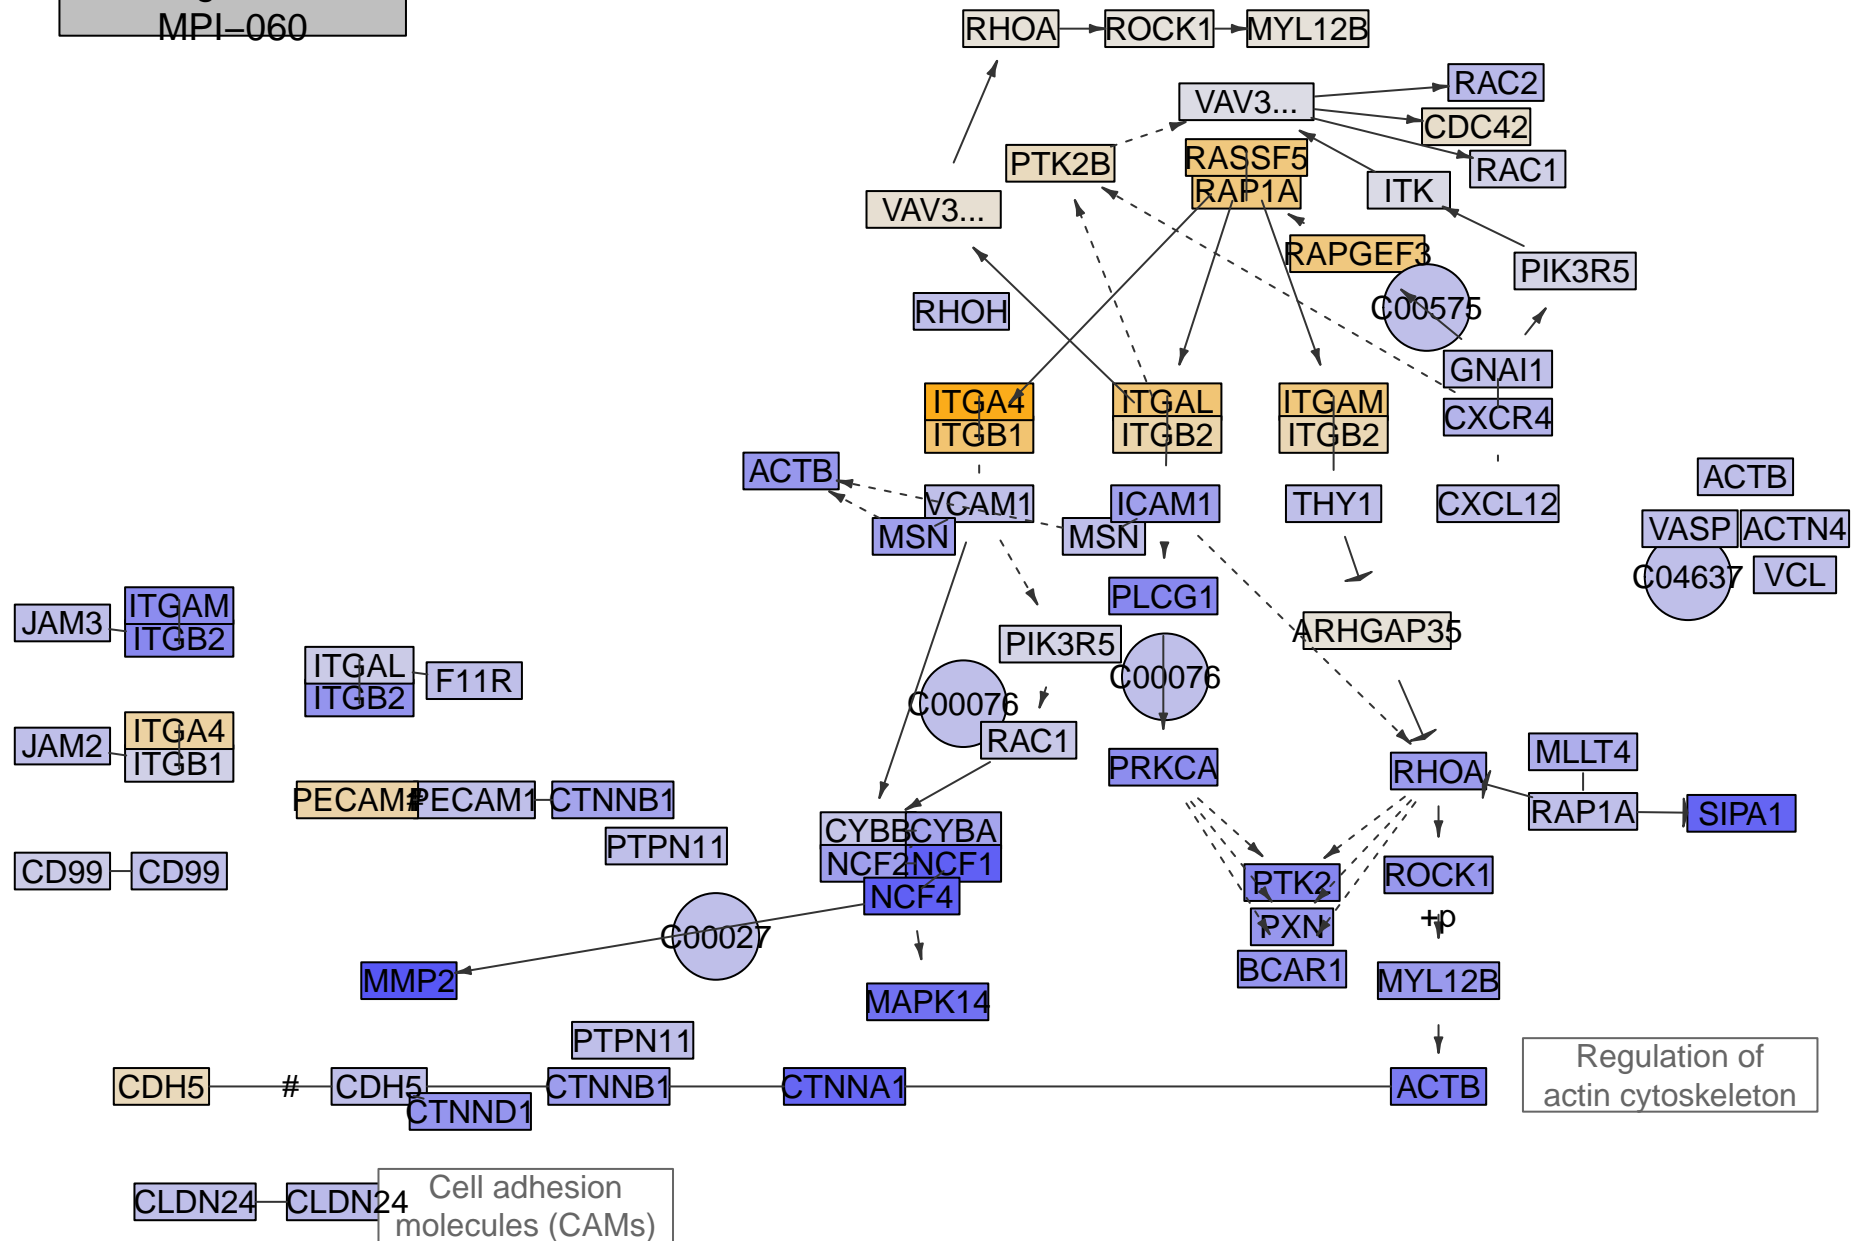 MPI−060
RHOA
ROCK1
MYL12B
RAC2
VAV3...
CDC42
RASSF5
PTK2B
RAC1
RAP1A
ITK
VAV3...
RAPGEF3
PIK3R5
RHOH
C00575
GNAI1
ITGA4
ITGAL
ITGAM
CXCR4
ITGB1
ITGB2
ITGB2
ACTB
ACTB
VCAM1
ICAM1
THY1
CXCL12
VASP
ACTN4
MSN
MSN
C04637
VCL
PLCG1
ITGAM
JAM3
ITGB2
ARHGAP35
PIK3R5
ITGAL
F11R
C00076
ITGB2
C00076
ITGA4
JAM2
RAC1
MLLT4
ITGB1
PRKCA
RHOA
PECAM1
#
PECAM1
CTNNB1
RAP1A
SIPA1
CYBB
CYBA
PTPN11
NCF2
NCF1
CD99
CD99
ROCK1
PTK2
NCF4
+p
PXN
C00027
BCAR1
MMP2
MYL12B
MAPK14
PTPN11
Regulation of
actin cytoskeleton
CDH5
#
CDH5
CTNNB1
CTNNA1
ACTB
CTNND1
Cell adhesion
molecules (CAMs)
CLDN24
CLDN24